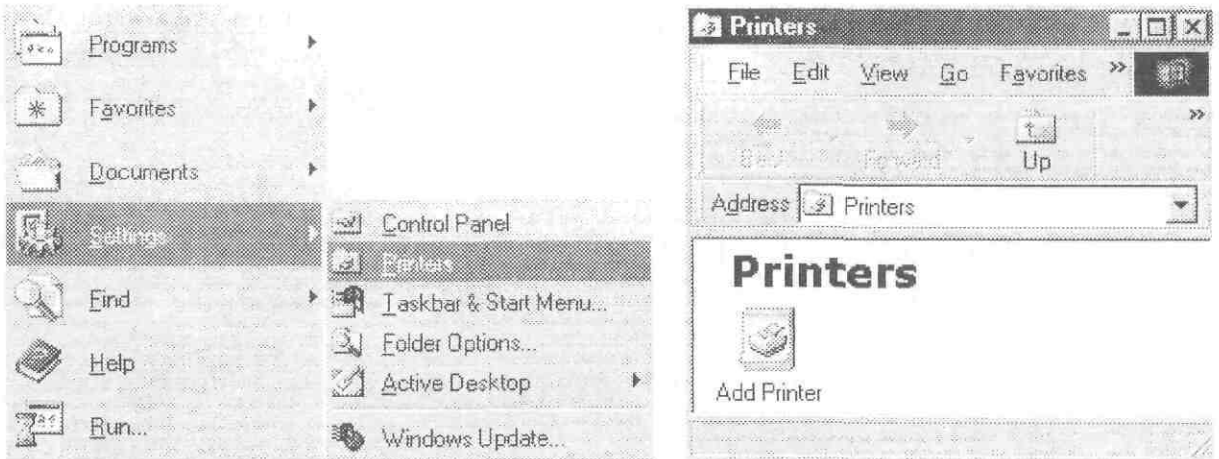 Programs
Favorites
Documents
Settings
Find
Help
Run...
Control Panel
Printers
Taskbar & Start Menu...
Folder Options...
Active Desktop
Windows Update...
Printers
File Edit View Go Favorites »
Back Forward Up »
Address Printers
Printers
Add Printer